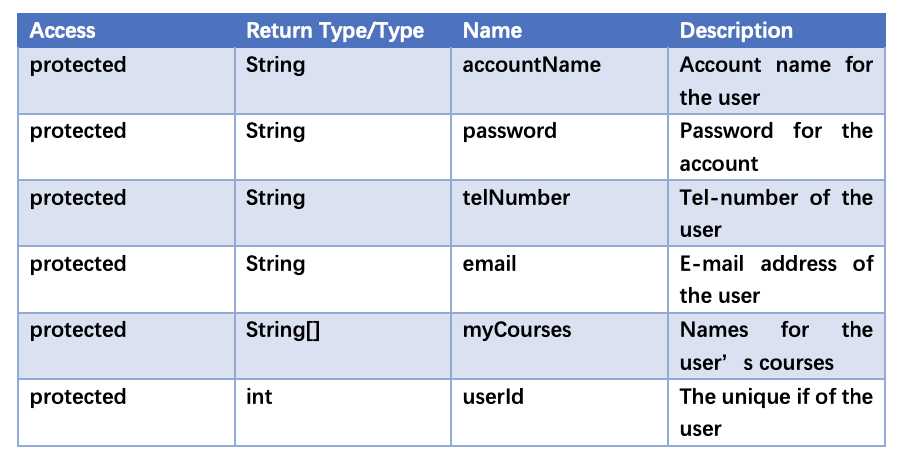 Access Return Type/Type Name Description
protected String accountName Account name for
the user
protected String password Password for the
account
protected String telNumber Tel-number of the
user
protected String email E-mail address of
the user
protected String[] myCourses Names for the
user’ s courses
protected int userId The unique if of the
user